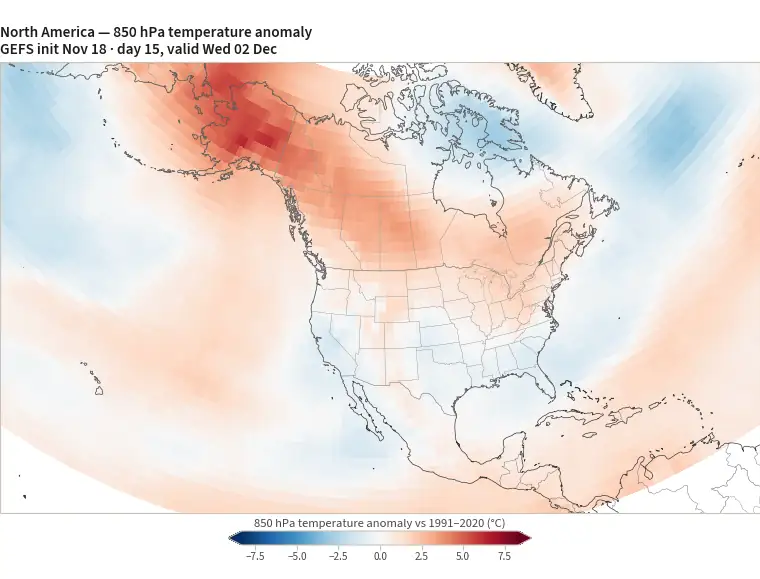 North America — 850 hPa temperature anomaly
GEFS init Nov 18 · day 15, valid Wed 02 Dec
850 hPa temperature anomaly vs 1991–2020 (°C)
−7.5 −5.0 −2.5 0.0 2.5 5.0 7.5